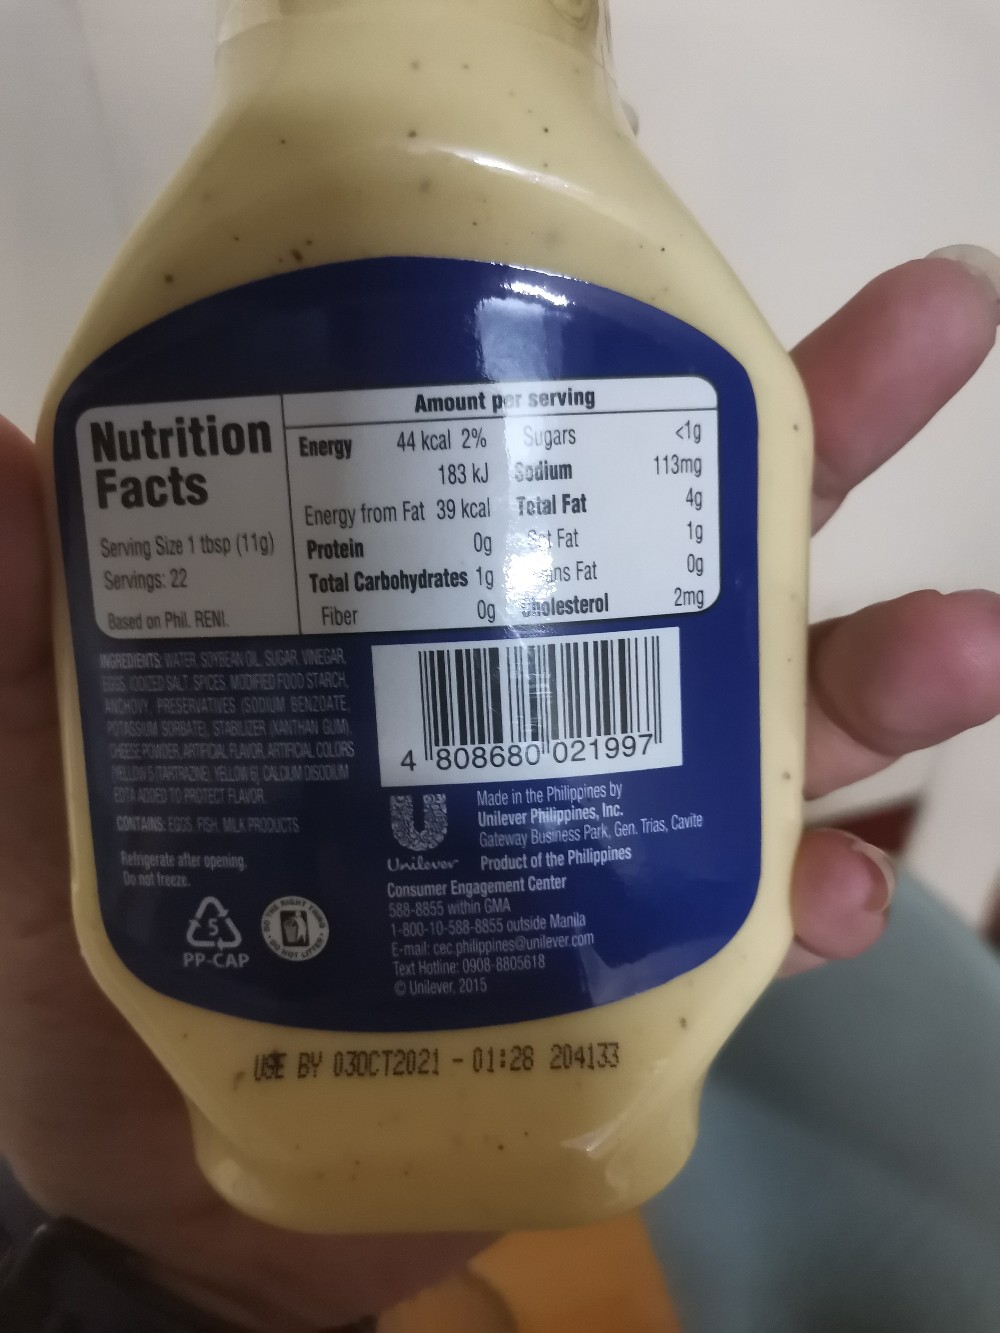 Nutrition
Facts
Serving Size 1 tbsp (11g)
Servings: 22
Based on Phil. RENI.
Amount per serving
Energy 44 kcal 2%
183 kJ
Energy from Fat 39 kcal
Protein 0g
Total Carbohydrates 1g
Fiber 0g
Sugars <1g
Sodium 113mg
Total Fat 4g
Sat Fat 1g
Trans Fat 0g
Cholesterol 2mg
INGREDIENTS: WATER, SOYBEAN OIL, SUGAR, VINEGAR,
EGGS, IODIZED SALT, SPICES, MODIFIED FOOD STARCH,
ANCHOVY, PRESERVATIVES (SODIUM BENZOATE,
POTASSIUM SORBATE), STABILIZER (XANTHAN GUM),
CHEESE POWDER, ARTIFICIAL FLAVOR, ARTIFICIAL COLORS
(YELLOW 5 (TARTRAZINE), YELLOW 6), CALCIUM DISODIUM
EDTA ADDED TO PROTECT FLAVOR.
CONTAINS: EGGS, FISH, MILK PRODUCTS
Refrigerate after opening.
Do not freeze.
5
PP-CAP
DO THE RIGHT THING
DO NOT LITTER
4 808680 021997
Unilever
Made in the Philippines by
Unilever Philippines, Inc.
Gateway Business Park, Gen. Trias, Cavite
Product of the Philippines
Consumer Engagement Center
588-8855 within GMA
1-800-10-588-8855 outside Manila
E-mail: cec.philippines@unilever.com
Text Hotline: 0908-8805618
© Unilever, 2015
USE BY 03OCT2021 - 01:28 204133